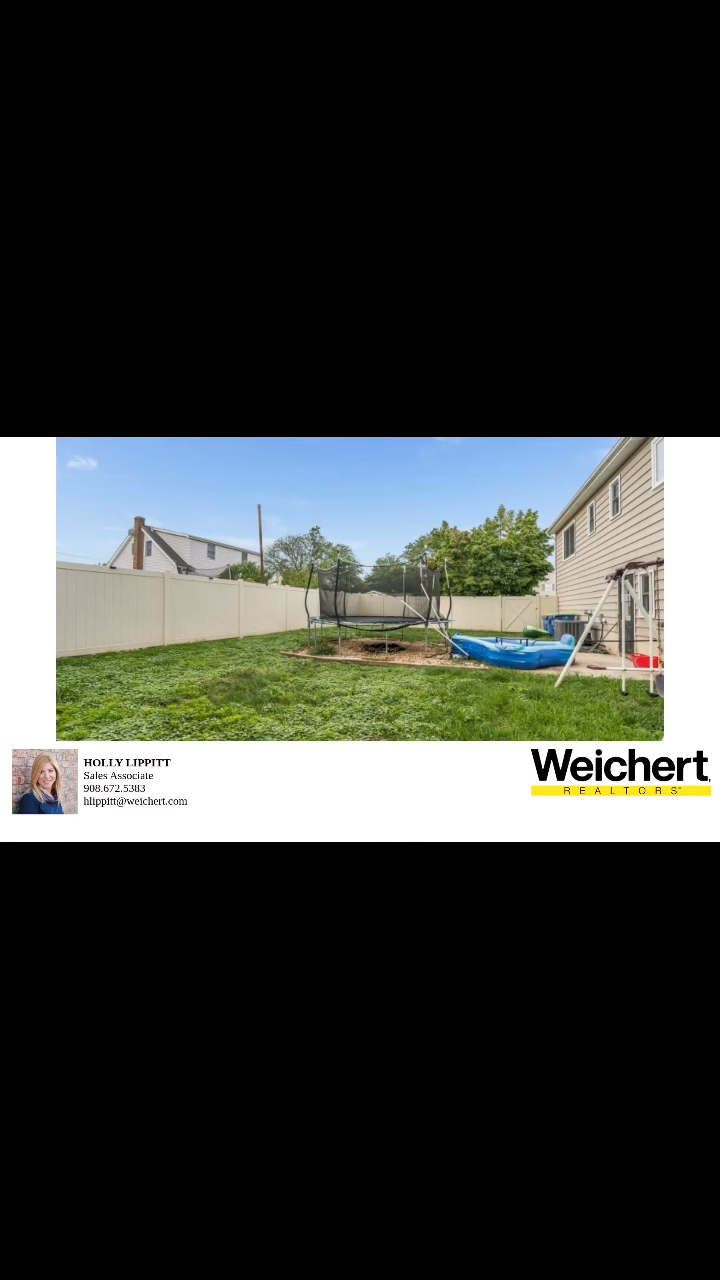 HOLLY LIPPITT
Sales Associate
908.672.5383
hlippitt@weichert.com
Weichert
REALTORS